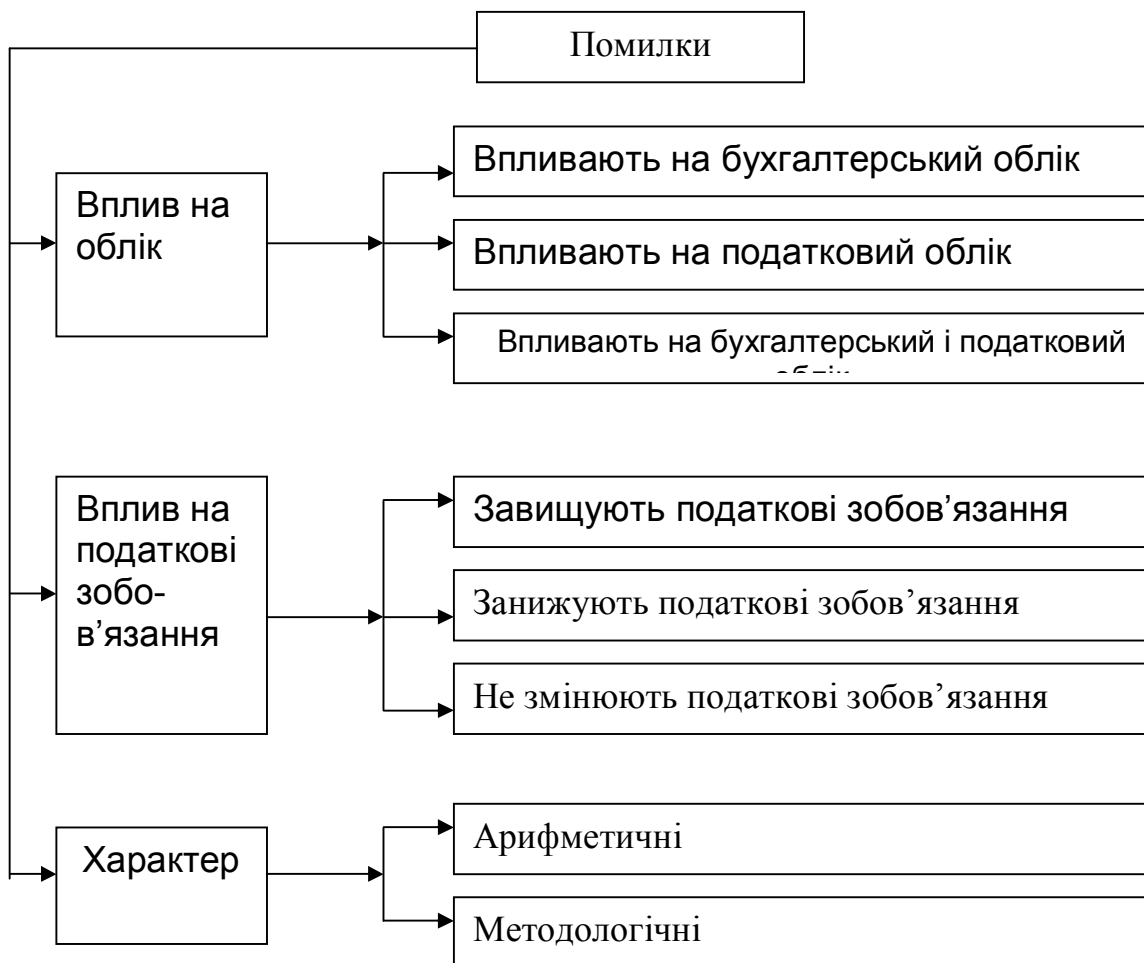 Помилки
Вплив на
облік
Впливають на бухгалтерський облік
Впливають на податковий облік
Впливають на бухгалтерський і податковий
Вплив на
податкові
зобо-
в’язання
Завищують податкові зобов’язання
Занижують податкові зобов’язання
Не змінюють податкові зобов’язання
Характер
Арифметичні
Методологічні